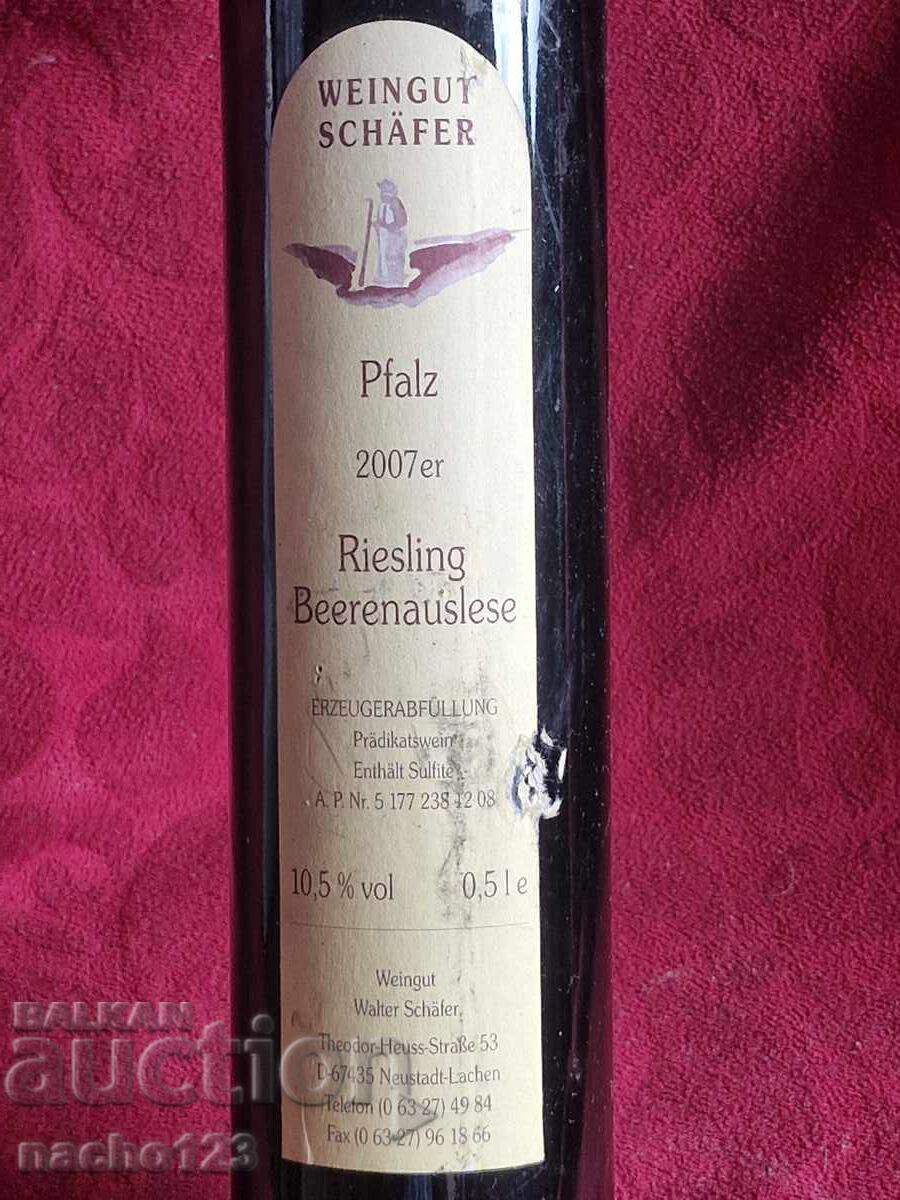 WEINGUT
SCHÄFER
Pfalz
2007er
Riesling
Beerenauslese
ERZEUGERABFÜLLUNG
Prädikatswein
Enthält Sulfite
A. P. Nr. 5 177 238 12 08
10,5 % vol 0,5 l e
Weingut
Walter Schäfer
Theodor-Heuss-Straße 53
D-67435 Neustadt-Lachen
Telefon (0 63 27) 49 84
Fax (0 63 27) 96 18 66
BALKAN
auction
nacho123